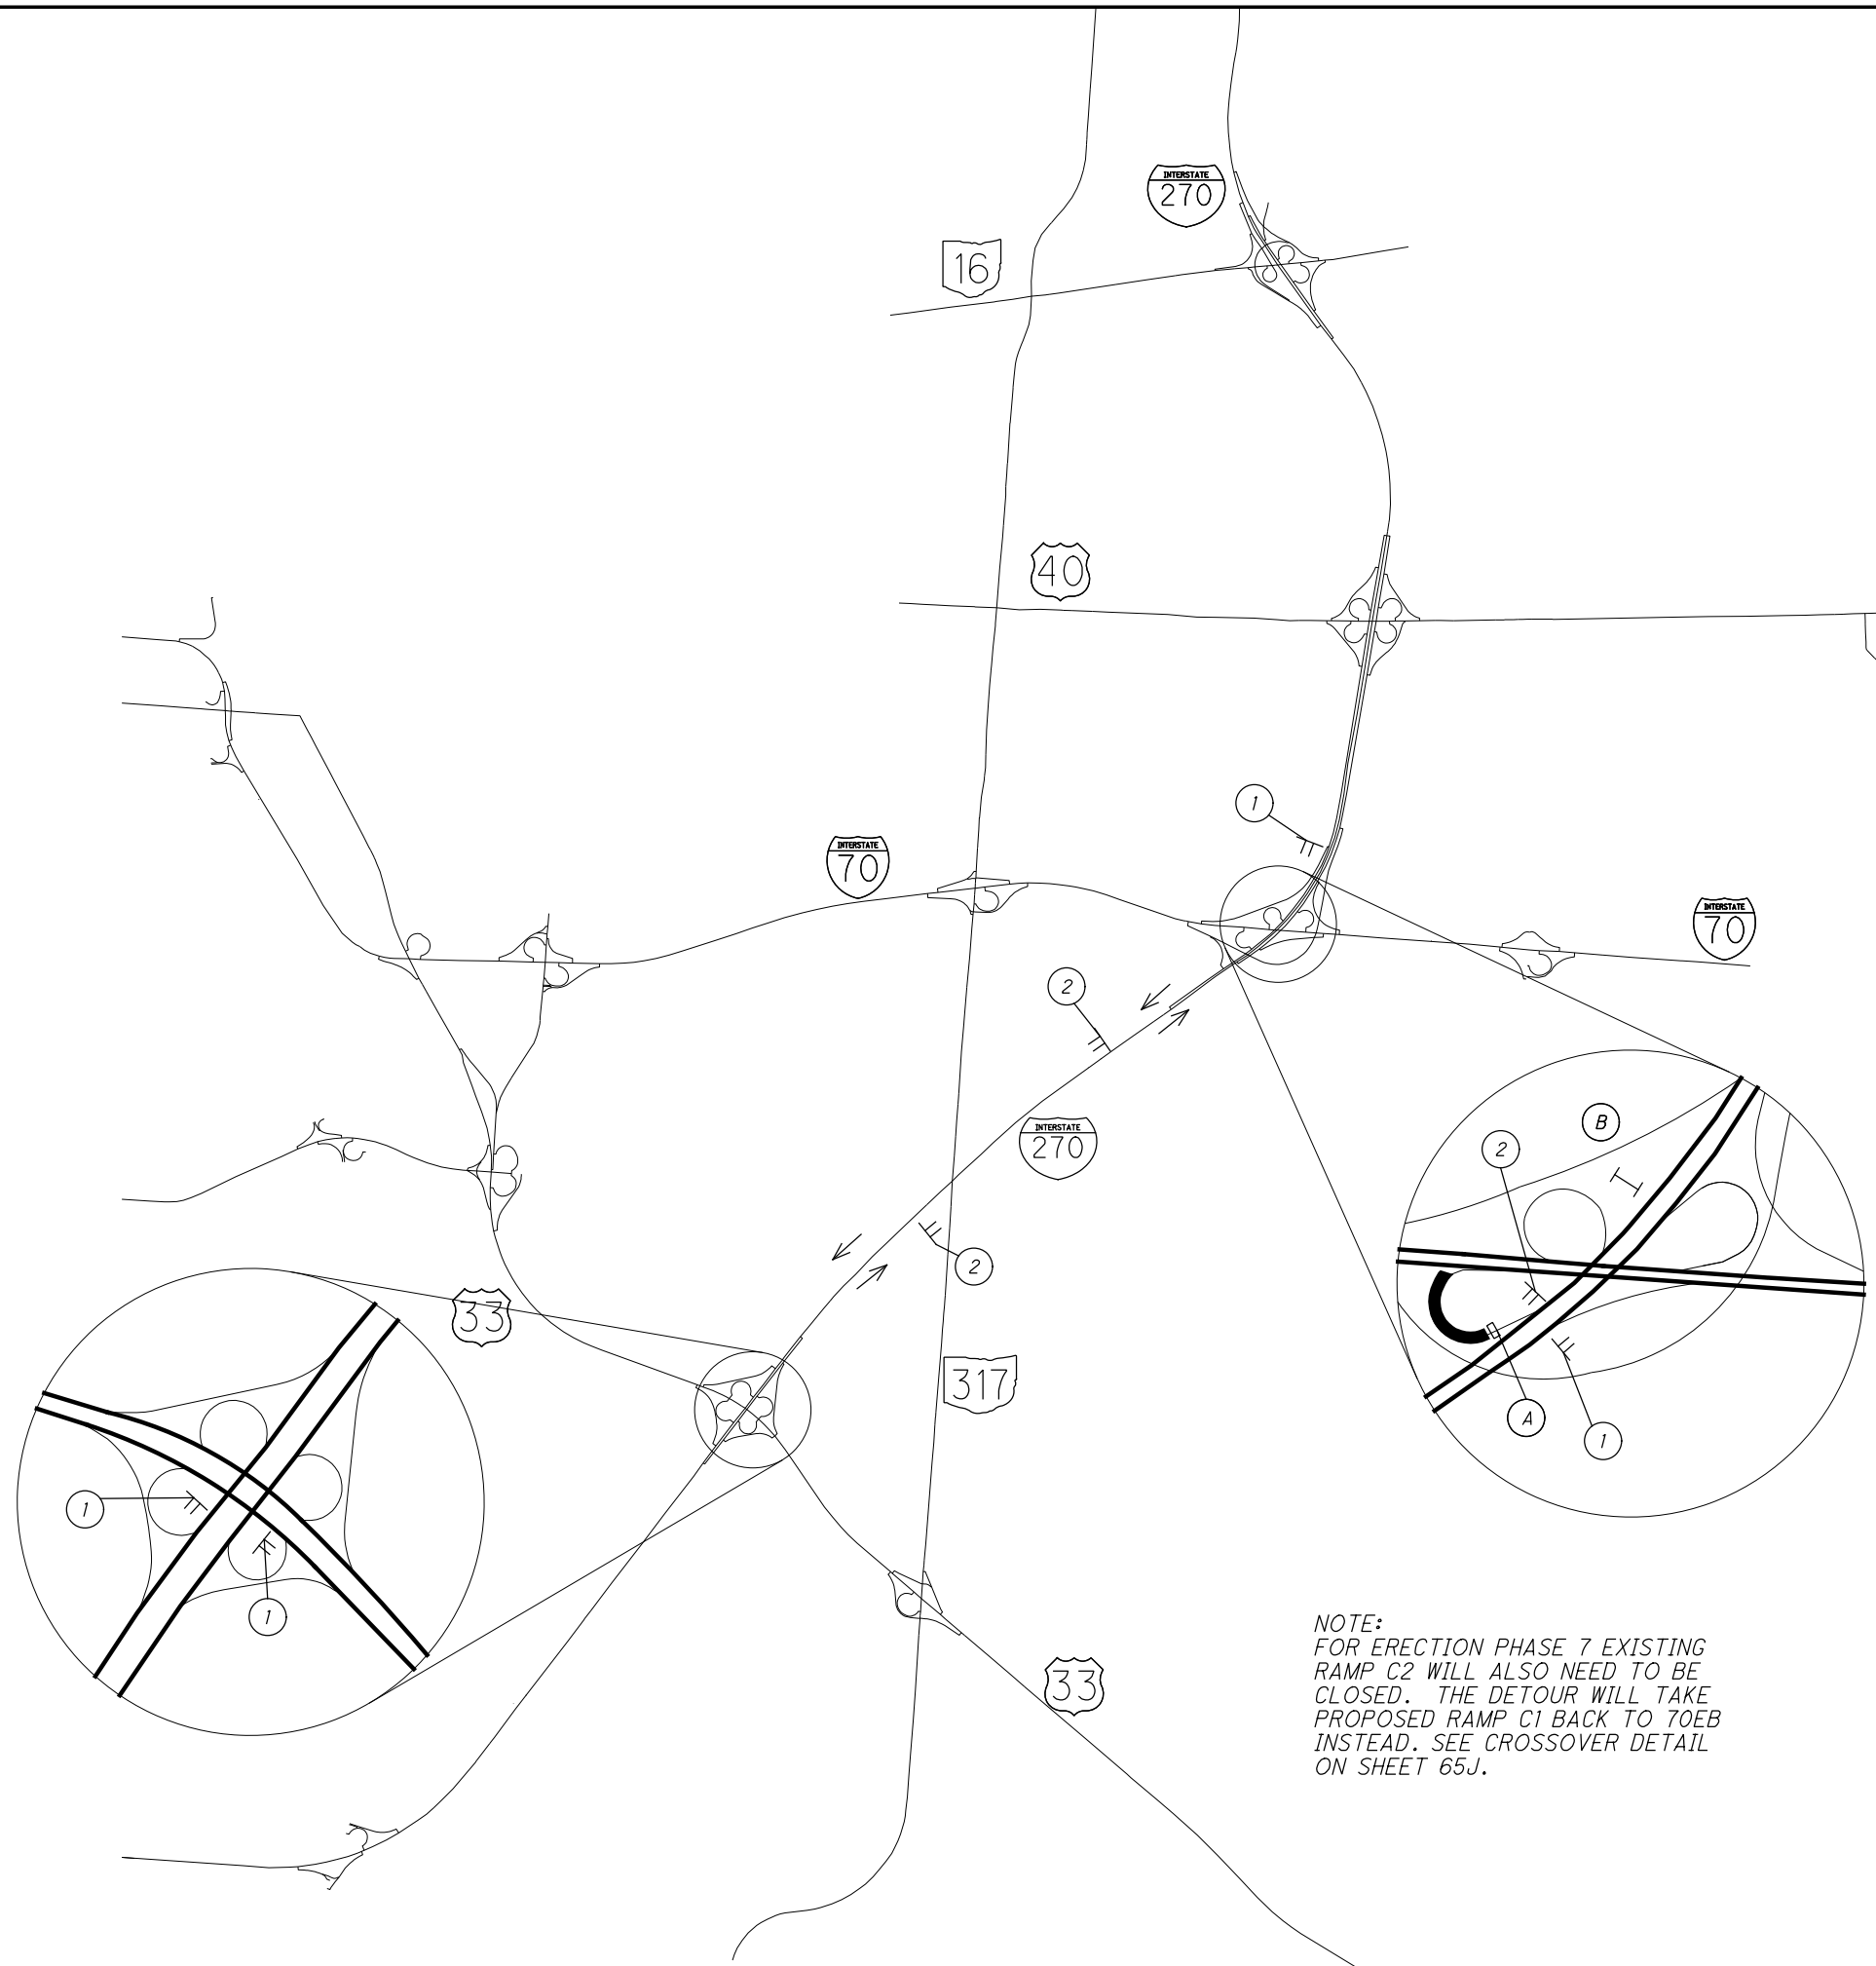 INTERSTATE
270
16
40
1
INTERSTATE
70
INTERSTATE
70
2
B
INTERSTATE
270
2
2
33
317
A
1
1
1
33
NOTE:
FOR ERECTION PHASE 7 EXISTING
RAMP C2 WILL ALSO NEED TO BE
CLOSED. THE DETOUR WILL TAKE
PROPOSED RAMP C1 BACK TO 70EB
INSTEAD. SEE CROSSOVER DETAIL
ON SHEET 65J.